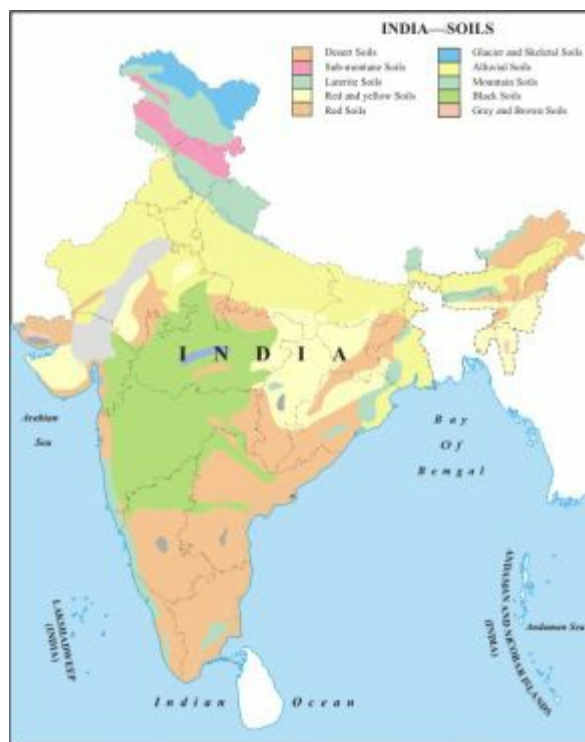 INDIA—SOILS
Desert Soils
Sub-montane Soils
Laterite Soils
Red and yellow Soils
Red Soils
Glacier and Skeletal Soils
Alluvial Soils
Mountain Soils
Black Soils
Gray and Brown Soils
I N D I A
Arabian
Sea
Bay
Of
Bengal
LAKSHADWEEP
(INDIA)
ANDAMAN AND NICOBAR ISLANDS
(INDIA)
Andaman Sea
Indian Ocean